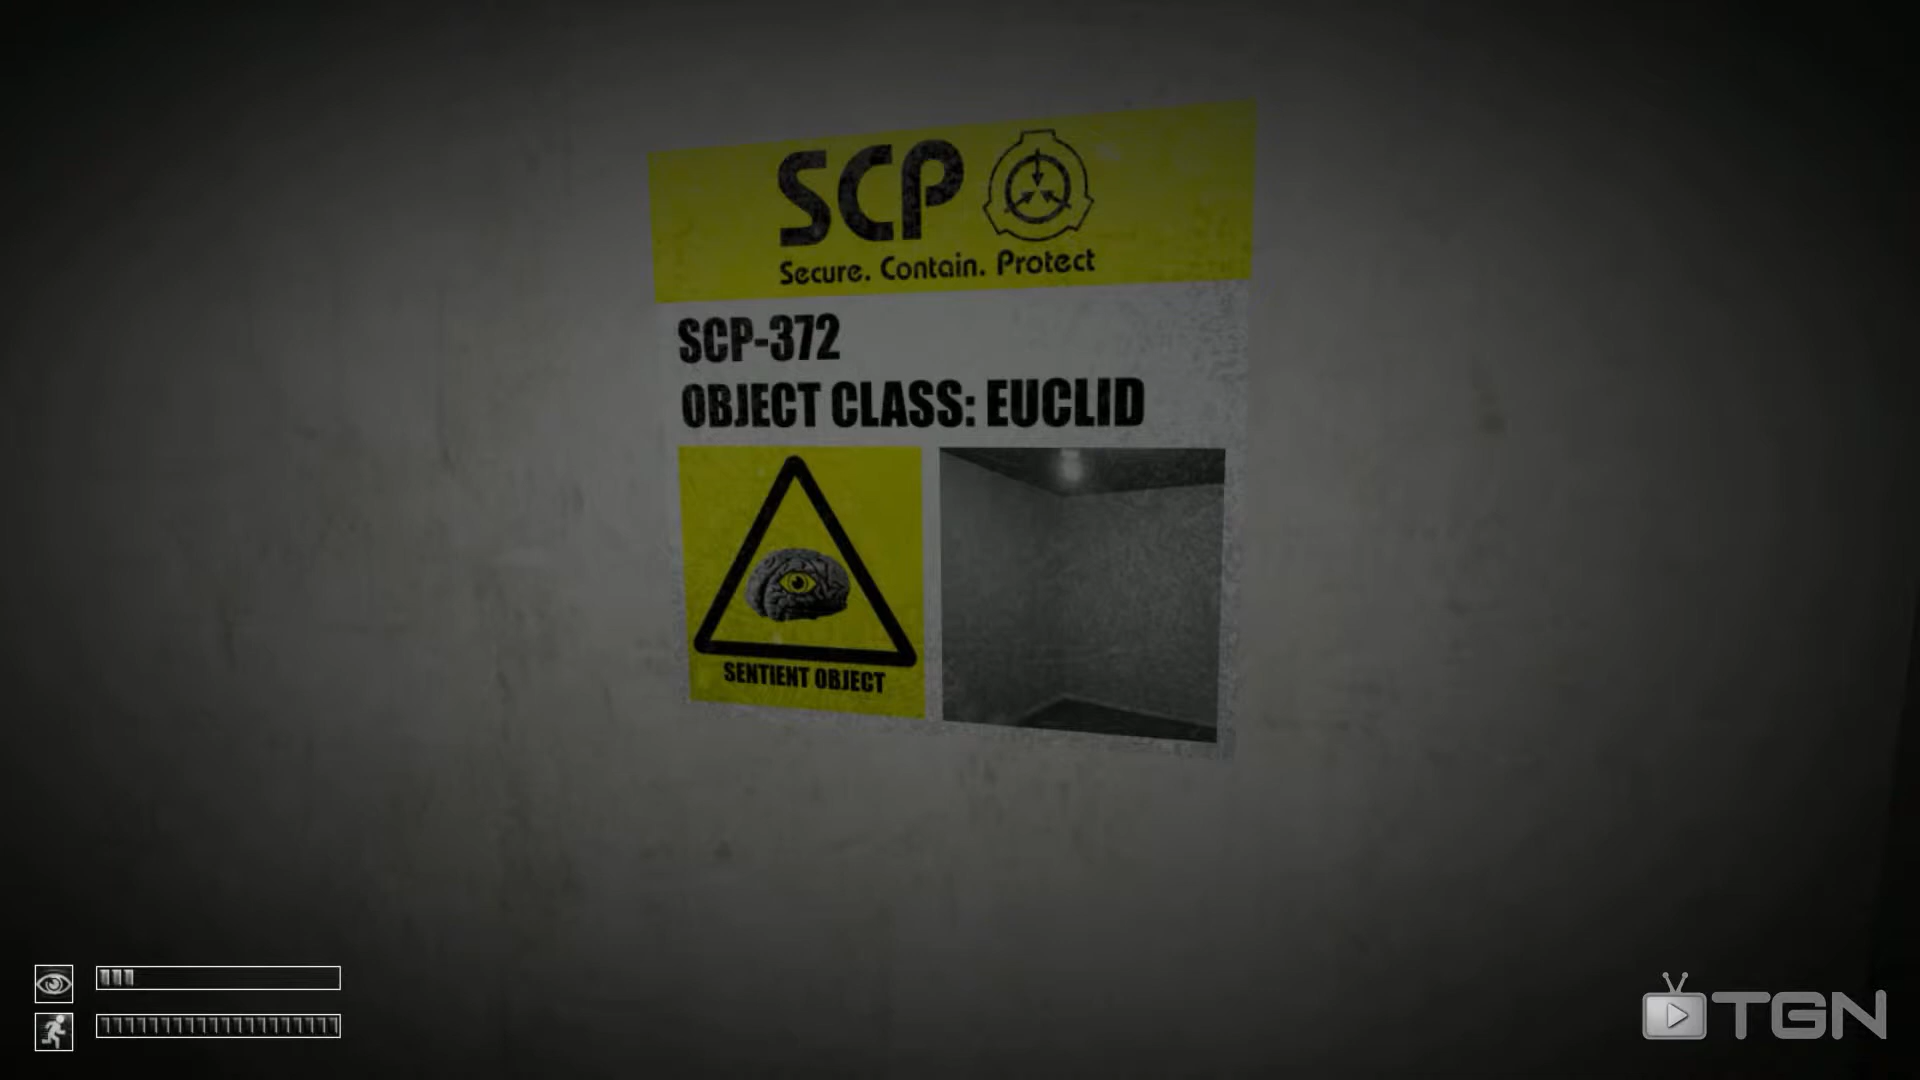 SCP
Secure. Contain. Protect
SCP-372
OBJECT CLASS: EUCLID
SENTIENT OBJECT
TGN